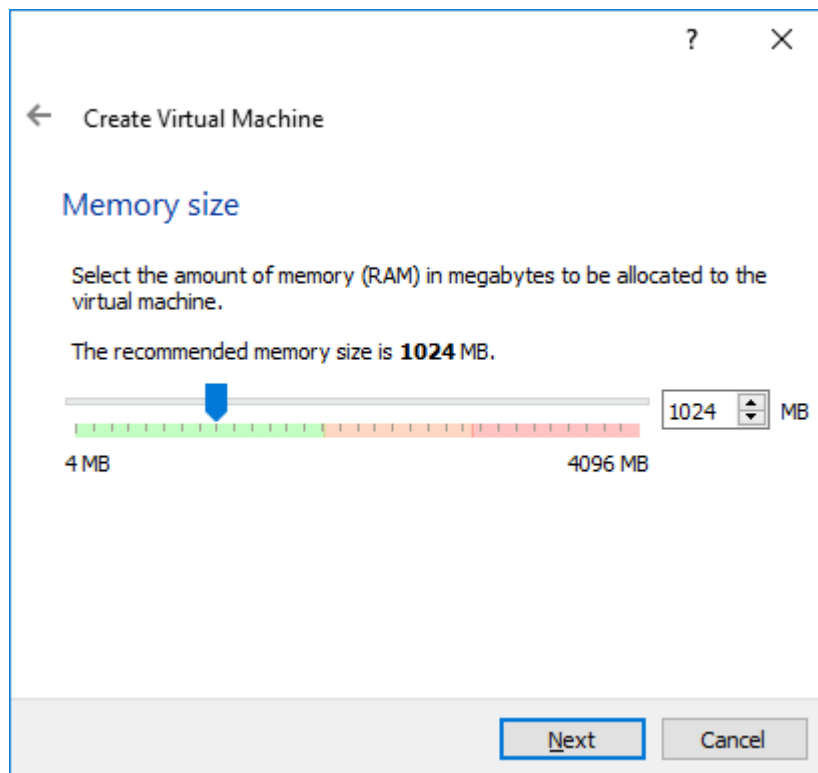 ?
Create Virtual Machine
Memory size
Select the amount of memory (RAM) in megabytes to be allocated to the
virtual machine.
The recommended memory size is 1024 MB.
1024 MB
4 MB 4096 MB
Next Cancel